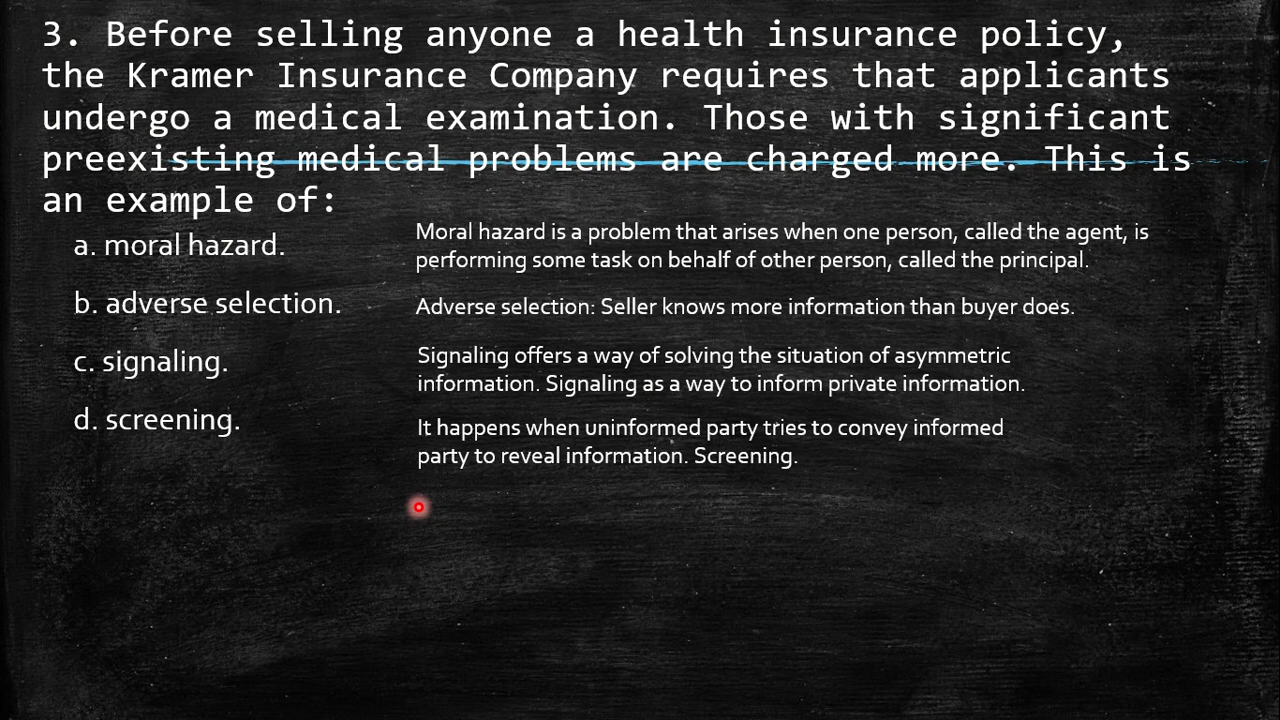 3. Before selling anyone a health insurance policy,
the Kramer Insurance Company requires that applicants
undergo a medical examination. Those with significant
preexisting medical problems are charged more. This is
an example of:
a. moral hazard.
Moral hazard is a problem that arises when one person, called the agent, is
performing some task on behalf of other person, called the principal.
b. adverse selection.
Adverse selection: Seller knows more information than buyer does.
c. signaling.
Signaling offers a way of solving the situation of asymmetric
information. Signaling as a way to inform private information.
d. screening.
It happens when uninformed party tries to convey informed
party to reveal information. Screening.